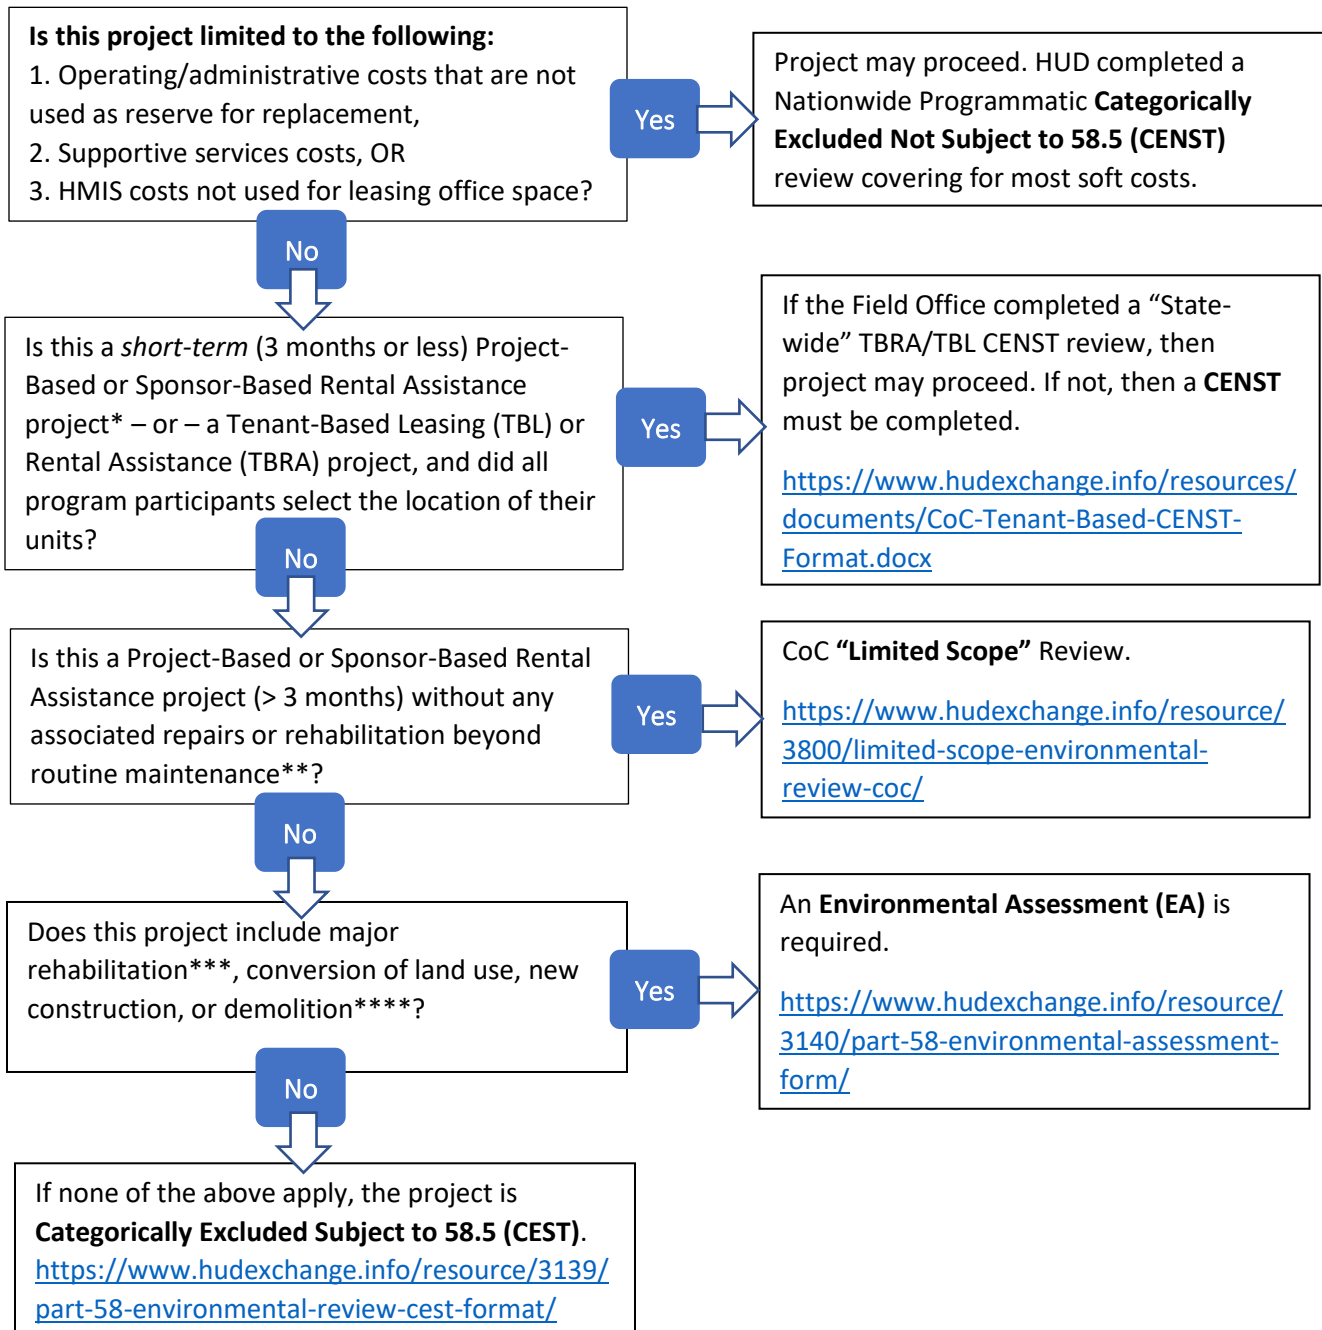 Is this project limited to the following:
1. Operating/administrative costs that are not
used as reserve for replacement,
2. Supportive services costs, OR
3. HMIS costs not used for leasing office space?
Yes
Project may proceed. HUD completed a
Nationwide Programmatic Categorically
Excluded Not Subject to 58.5 (CENST)
review covering for most soft costs.
No
Is this a short-term (3 months or less) Project-
Based or Sponsor-Based Rental Assistance
project* – or – a Tenant-Based Leasing (TBL) or
Rental Assistance (TBRA) project, and did all
program participants select the location of their
units?
Yes
If the Field Office completed a “State-
wide” TBRA/TBL CENST review, then
project may proceed. If not, then a CENST
must be completed.
https://www.hudexchange.info/resources/
documents/CoC-Tenant-Based-CENST-
Format.docx
No
Is this a Project-Based or Sponsor-Based Rental
Assistance project (> 3 months) without any
associated repairs or rehabilitation beyond
routine maintenance**?
Yes
CoC “Limited Scope” Review.
https://www.hudexchange.info/resource/
3800/limited-scope-environmental-
review-coc/
No
Does this project include major
rehabilitation***, conversion of land use, new
construction, or demolition****?
Yes
An Environmental Assessment (EA) is
required.
https://www.hudexchange.info/resource/
3140/part-58-environmental-assessment-
form/
No
If none of the above apply, the project is
Categorically Excluded Subject to 58.5 (CEST).
https://www.hudexchange.info/resource/3139/
part-58-environmental-review-cest-format/